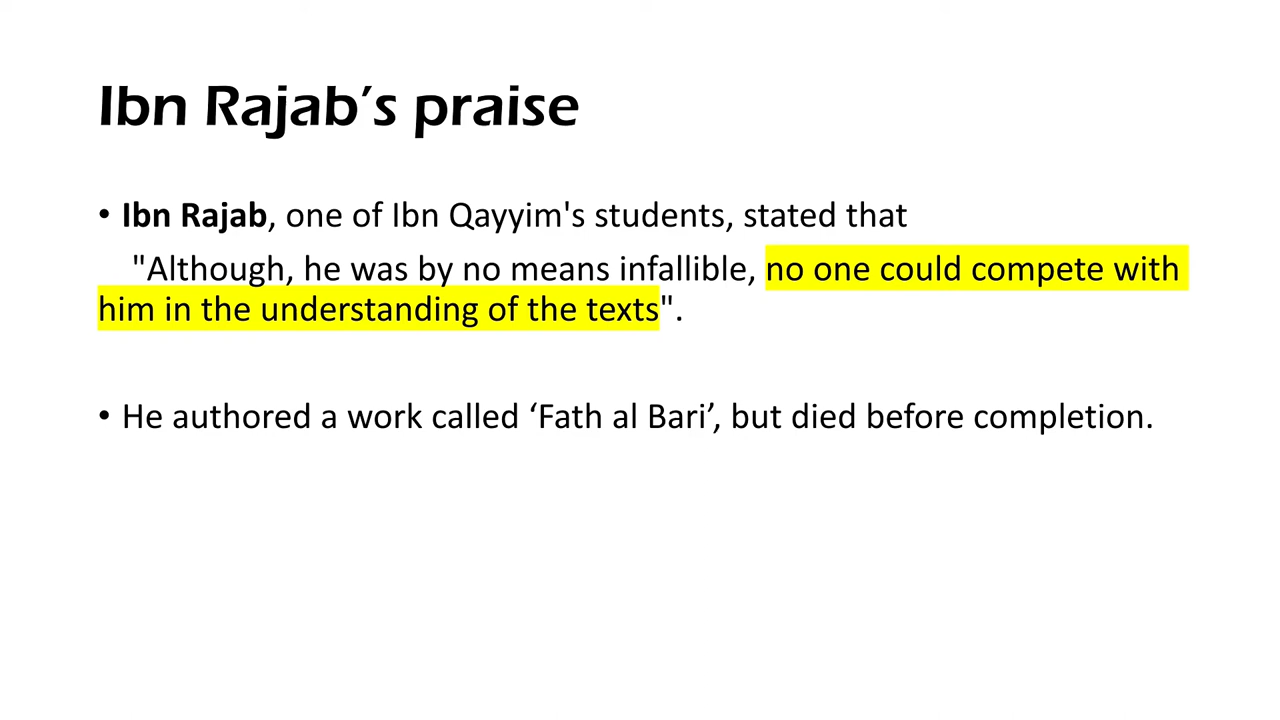 Ibn Rajab’s praise
• Ibn Rajab, one of Ibn Qayyim's students, stated that
"Although, he was by no means infallible, no one could compete with
him in the understanding of the texts".
• He authored a work called ‘Fath al Bari’, but died before completion.